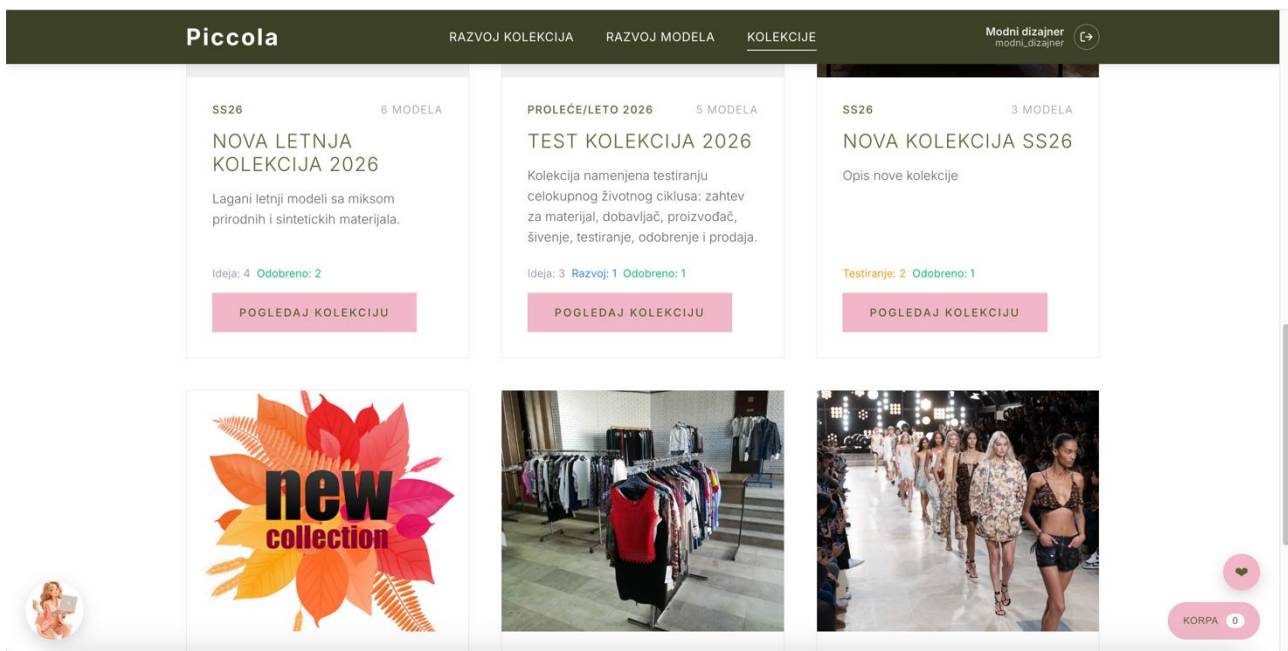 Piccola
RAZVOJ KOLEKCIJA RAZVOJ MODELA KOLEKCIJE
Modni dizajner
modni_dizajner
SS26 6 MODELA
NOVA LETNJA
KOLEKCIJA 2026
Lagani letnji modeli sa miksom
prirodnih i sintetickih materijala.
Ideja: 4 Odobreno: 2
POGLEDAJ KOLEKCIJU
PROLEĆE/LETO 2026 5 MODELA
TEST KOLEKCIJA 2026
Kolekcija namenjena testiranju
celokupnog životnog ciklusa: zahtev
za materijal, dobavljač, proizvođač,
šivenje, testiranje, odobrenje i prodaja.
Ideja: 3 Razvoj: 1 Odobreno: 1
POGLEDAJ KOLEKCIJU
SS26 3 MODELA
NOVA KOLEKCIJA SS26
Opis nove kolekcije
Testiranje: 2 Odobreno: 1
POGLEDAJ KOLEKCIJU
new
collection
KORPA 0